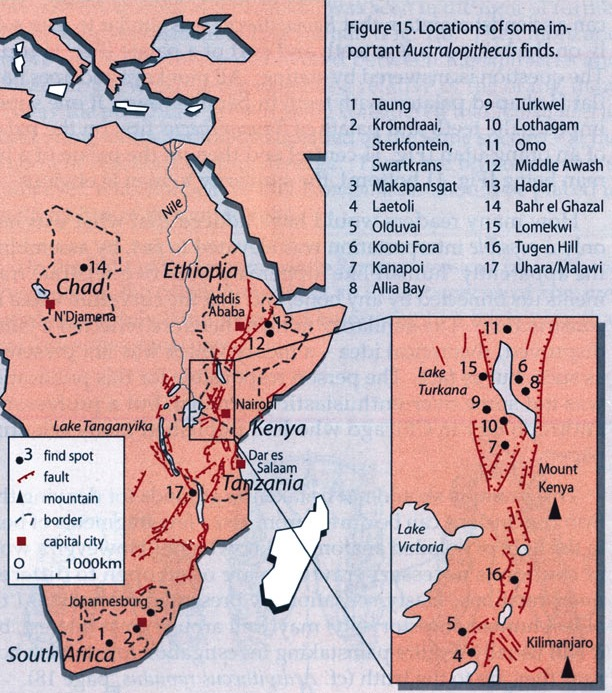 Figure 15. Locations of some im-
portant Australopithecus finds.
1 Taung
2 Kromdraai,
Sterkfontein,
Swartkrans
3 Makapansgat
4 Laetoli
5 Olduvai
6 Koobi Fora
7 Kanapoi
8 Allia Bay
9 Turkwel
10 Lothagam
11 Omo
12 Middle Awash
13 Hadar
14 Bahr el Ghazal
15 Lomekwi
16 Tugen Hill
17 Uhara/Malawi
Nile
14
Chad
N'Djamena
Ethiopia
Addis
Ababa
13
12
Nairobi
Kenya
Lake Tanganyika
Dar es
Salaam
Tanzania
17
3 find spot
fault
mountain
border
capital city
O 1000km
Johannesburg
3
1
2
South Africa
11
15
6
8
Lake
Turkana
9
10
7
Mount
Kenya
Lake
Victoria
16
5
4
Kilimanjaro